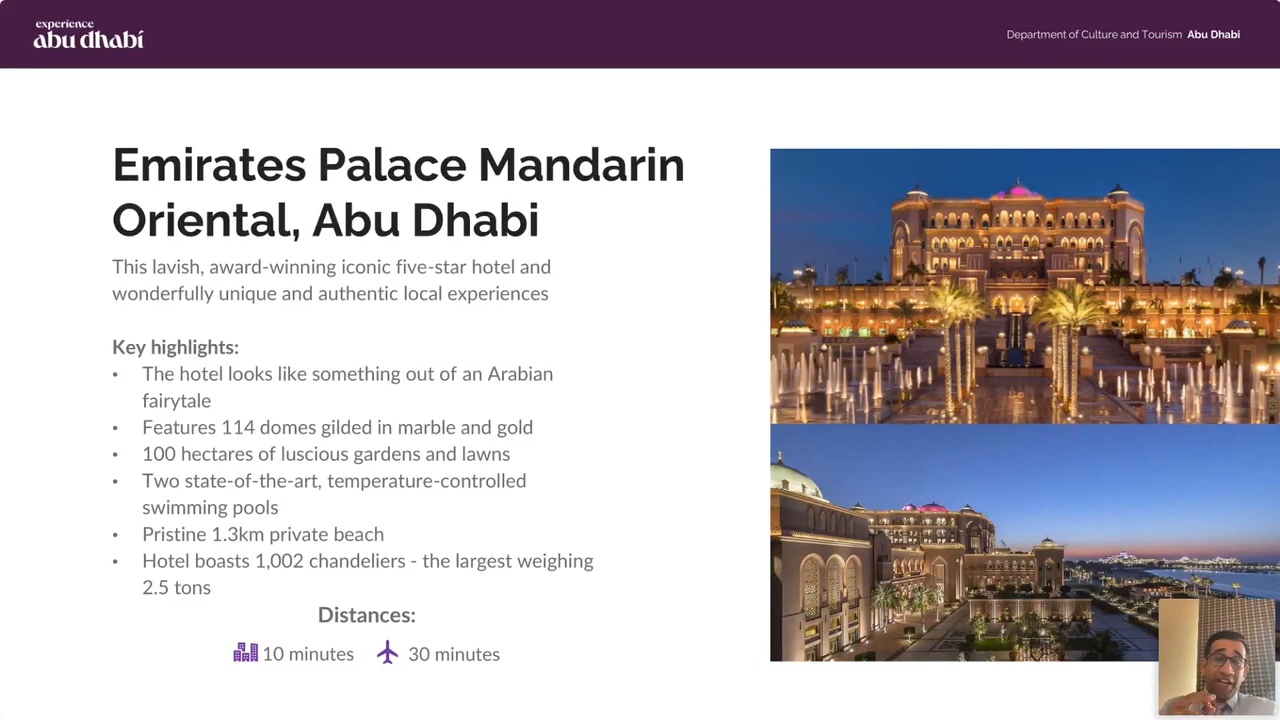 experience
abu dhabi
Department of Culture and Tourism Abu Dhabi
Emirates Palace Mandarin
Oriental, Abu Dhabi
This lavish, award-winning iconic five-star hotel and
wonderfully unique and authentic local experiences
Key highlights:
• The hotel looks like something out of an Arabian
fairytale
• Features 114 domes gilded in marble and gold
• 100 hectares of luscious gardens and lawns
• Two state-of-the-art, temperature-controlled
swimming pools
• Pristine 1.3km private beach
• Hotel boasts 1,002 chandeliers - the largest weighing
2.5 tons
Distances:
10 minutes 30 minutes